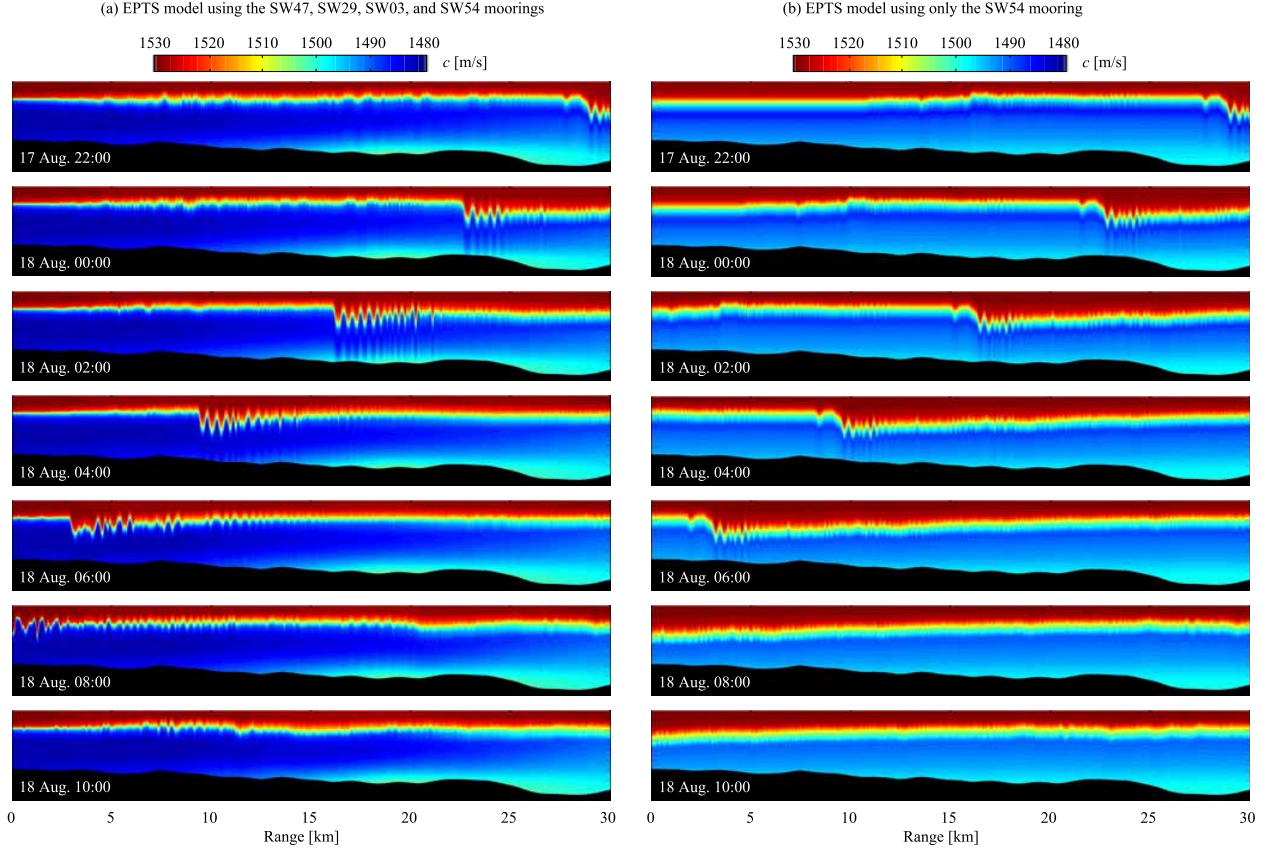 (a) EPTS model using the SW47, SW29, SW03, and SW54 moorings
1530 1520 1510 1500 1490 1480
c [m/s]
17 Aug. 22:00
18 Aug. 00:00
18 Aug. 02:00
18 Aug. 04:00
18 Aug. 06:00
18 Aug. 08:00
18 Aug. 10:00
0 5 10 15 20 25 30
Range [km]
(b) EPTS model using only the SW54 mooring
1530 1520 1510 1500 1490 1480
c [m/s]
17 Aug. 22:00
18 Aug. 00:00
18 Aug. 02:00
18 Aug. 04:00
18 Aug. 06:00
18 Aug. 08:00
18 Aug. 10:00
0 5 10 15 20 25 30
Range [km]